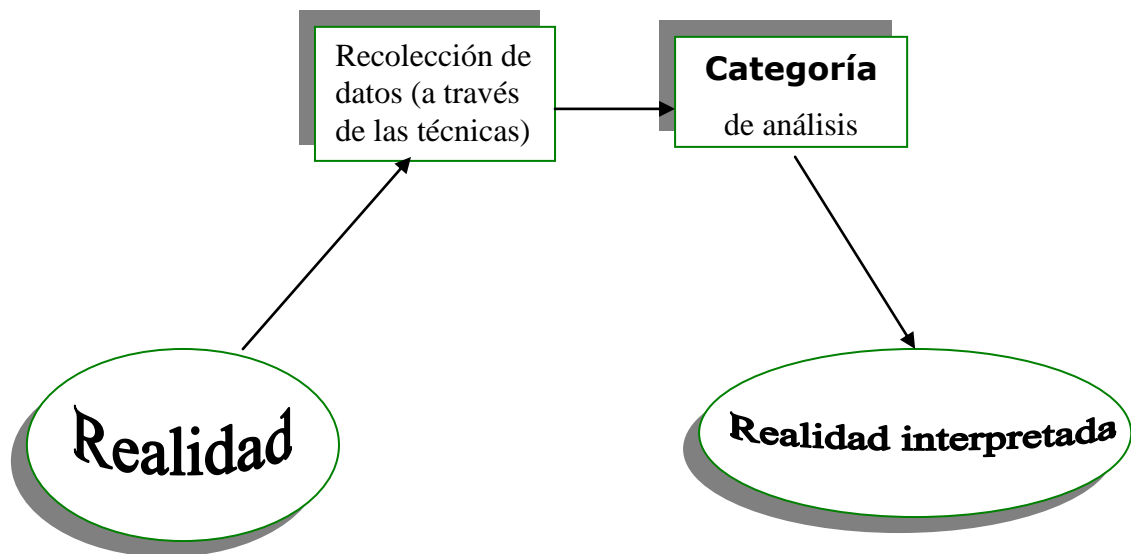 Recolección de
datos (a través
de las técnicas)
Categoría
de análisis
Realidad
Realidad interpretada